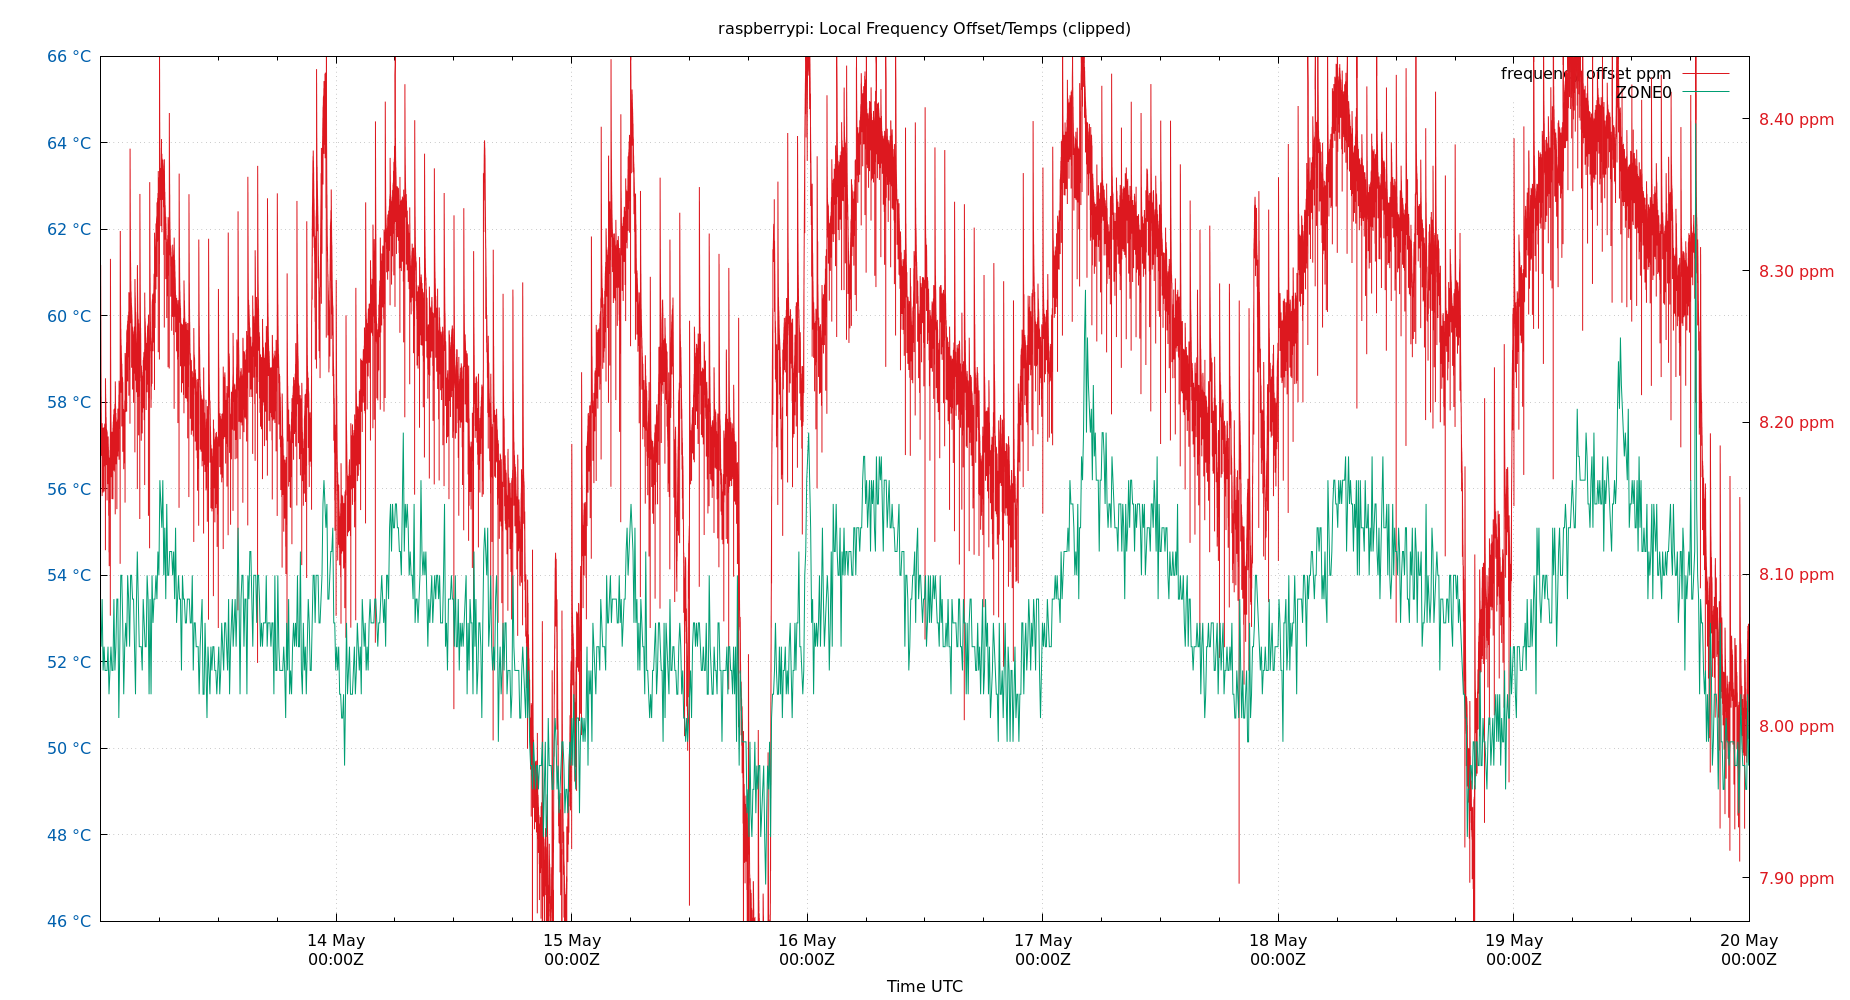 raspberrypi: Local Frequency Offset/Temps (clipped)
66 °C
64 °C
62 °C
60 °C
58 °C
56 °C
54 °C
52 °C
50 °C
48 °C
46 °C
frequency offset ppm
ZONE0
8.40 ppm
8.30 ppm
8.20 ppm
8.10 ppm
8.00 ppm
7.90 ppm
14 May
00:00Z
15 May
00:00Z
16 May
00:00Z
17 May
00:00Z
18 May
00:00Z
19 May
00:00Z
20 May
00:00Z
Time UTC